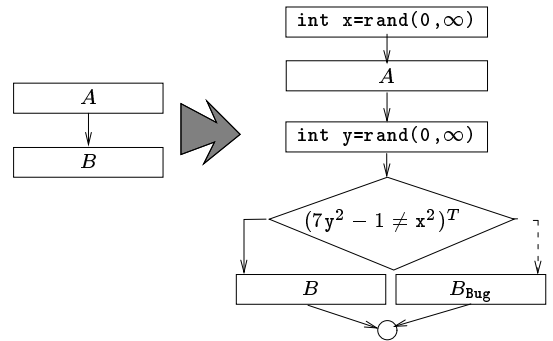 int x=rand(0,∞)
A
A
int y=rand(0,∞)
B
(7y² − 1 ≠ x²)ᵀ
B
B_Bug